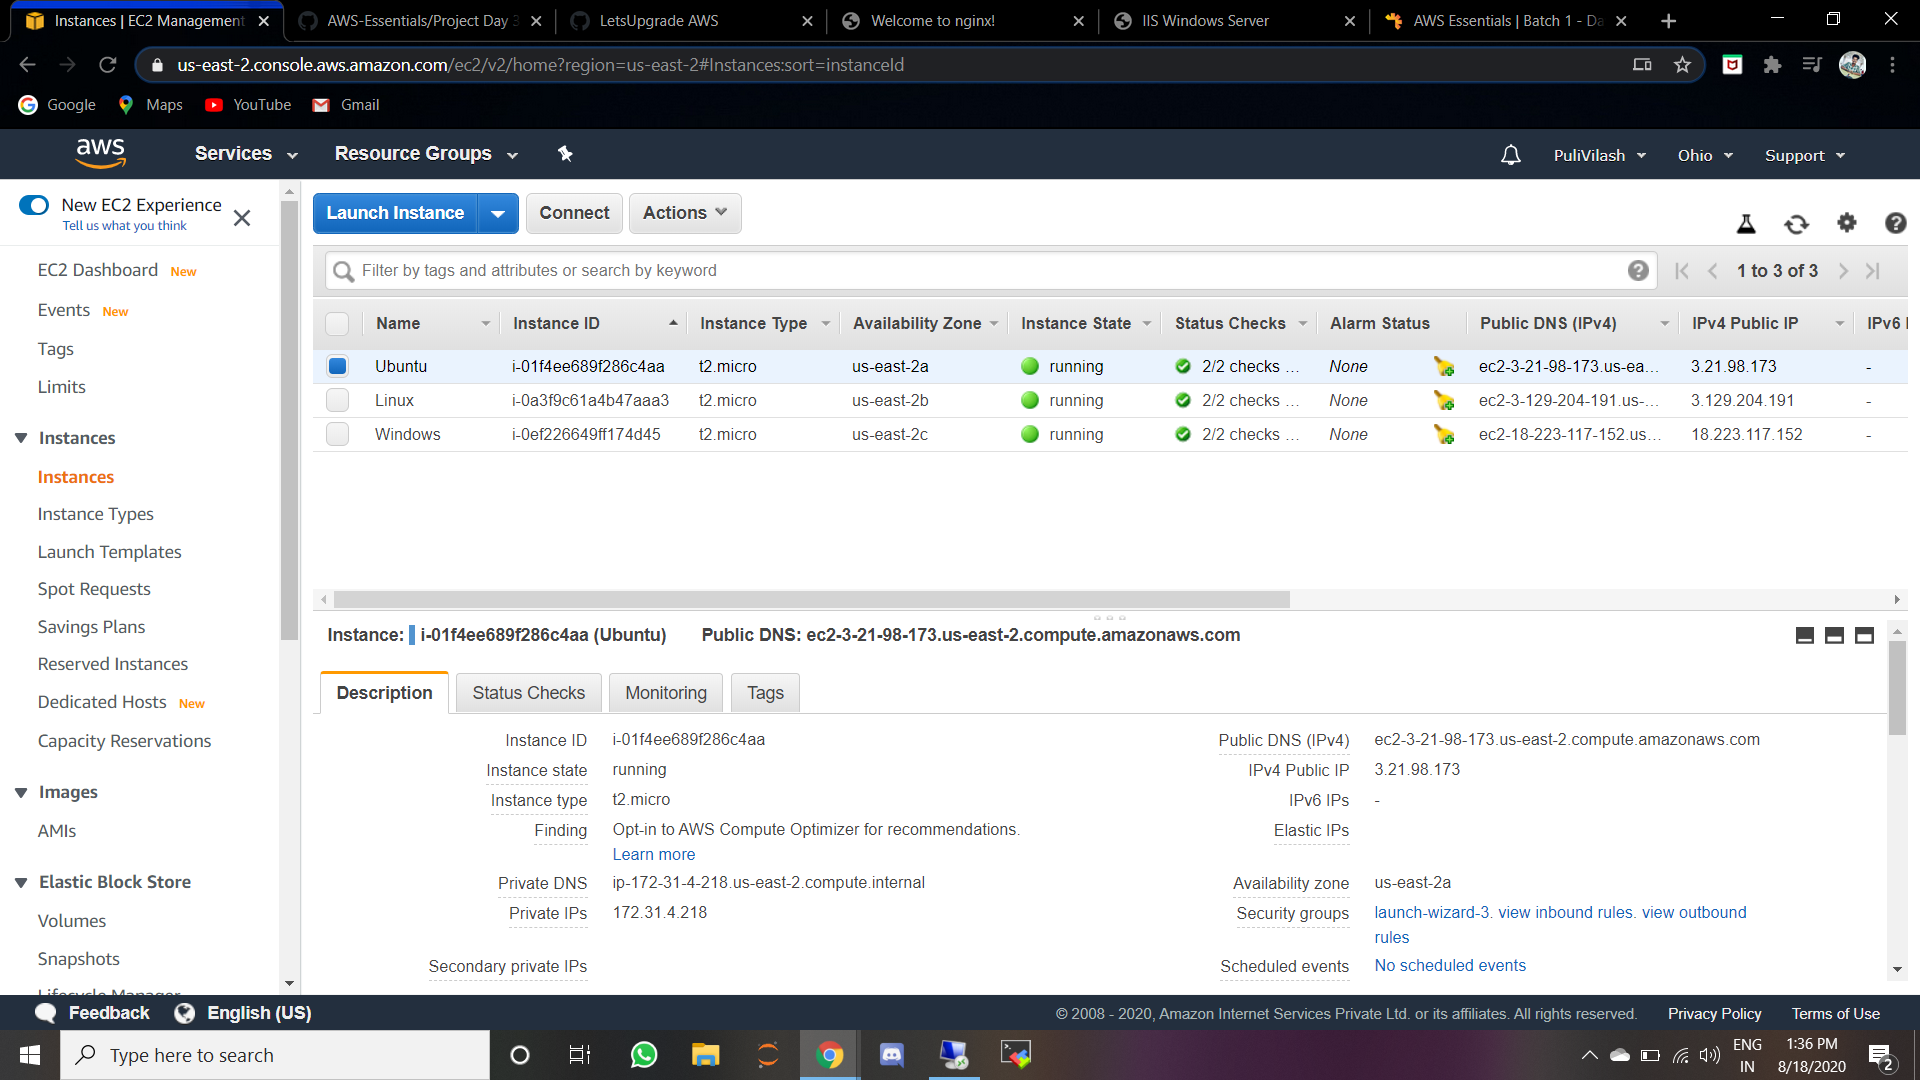 Instances | EC2 Management
AWS-Essentials/Project Day 3
LetsUpgrade AWS
Welcome to nginx!
IIS Windows Server
AWS Essentials | Batch 1 - Da
us-east-2.console.aws.amazon.com/ec2/v2/home?region=us-east-2#Instances:sort=instanceId
Google
Maps
YouTube
Gmail
aws
Services
Resource Groups
PuliVilash
Ohio
Support
New EC2 Experience
Tell us what you think
EC2 Dashboard New
Events New
Tags
Limits
Instances
Instances
Instance Types
Launch Templates
Spot Requests
Savings Plans
Reserved Instances
Dedicated Hosts New
Capacity Reservations
Images
AMIs
Elastic Block Store
Volumes
Snapshots
Lifecycle Manager
Launch Instance
Connect
Actions
Filter by tags and attributes or search by keyword
1 to 3 of 3
Name Instance ID Instance Type Availability Zone Instance State Status Checks Alarm Status Public DNS (IPv4) IPv4 Public IP IPv6 I
Ubuntu i-01f4ee689f286c4aa t2.micro us-east-2a running 2/2 checks ... None ec2-3-21-98-173.us-ea... 3.21.98.173 -
Linux i-0a3f9c61a4b47aaa3 t2.micro us-east-2b running 2/2 checks ... None ec2-3-129-204-191.us-... 3.129.204.191 -
Windows i-0ef226649ff174d45 t2.micro us-east-2c running 2/2 checks ... None ec2-18-223-117-152.us... 18.223.117.152 -
Instance: i-01f4ee689f286c4aa (Ubuntu) Public DNS: ec2-3-21-98-173.us-east-2.compute.amazonaws.com
Description
Status Checks
Monitoring
Tags
Instance ID i-01f4ee689f286c4aa
Instance state running
Instance type t2.micro
Finding Opt-in to AWS Compute Optimizer for recommendations.
Learn more
Private DNS ip-172-31-4-218.us-east-2.compute.internal
Private IPs 172.31.4.218
Secondary private IPs
Public DNS (IPv4) ec2-3-21-98-173.us-east-2.compute.amazonaws.com
IPv4 Public IP 3.21.98.173
IPv6 IPs -
Elastic IPs
Availability zone us-east-2a
Security groups launch-wizard-3. view inbound rules. view outbound
rules
Scheduled events No scheduled events
Feedback
English (US)
© 2008 - 2020, Amazon Internet Services Private Ltd. or its affiliates. All rights reserved.
Privacy Policy
Terms of Use
Type here to search
ENG
IN
1:36 PM
8/18/2020
2